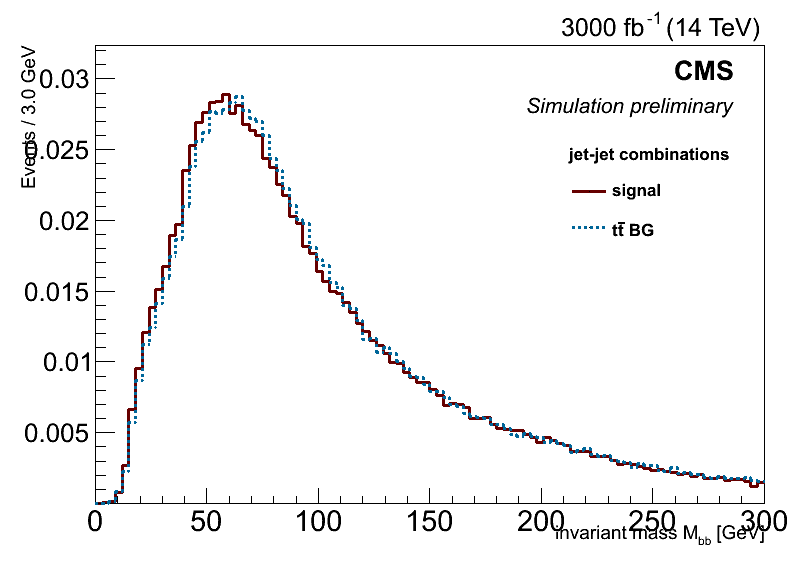 3000 fb⁻¹ (14 TeV)
CMS
Simulation preliminary
jet-jet combinations
signal
tt̄ BG
Events / 3.0 GeV
0.03
0.025
0.02
0.015
0.01
0.005
0 50 100 150 200 250 300
invariant mass M_bb [GeV]